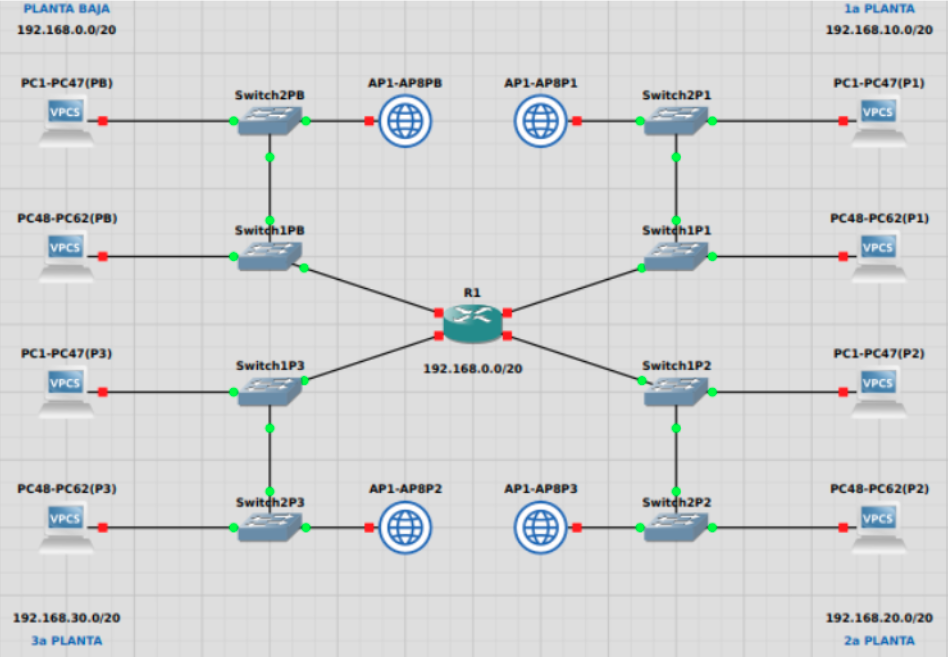 PLANTA BAJA
192.168.0.0/20
1a PLANTA
192.168.10.0/20
PC1-PC47(PB)
AP1-AP8PB
AP1-AP8P1
PC1-PC47(P1)
VPCS
Switch2PB
Switch2P1
VPCS
PC48-PC62(PB)
PC48-PC62(P1)
VPCS
Switch1PB
Switch1P1
VPCS
R1
192.168.0.0/20
PC1-PC47(P3)
PC1-PC47(P2)
VPCS
Switch1P3
Switch1P2
VPCS
PC48-PC62(P3)
AP1-AP8P2
AP1-AP8P3
PC48-PC62(P2)
VPCS
Switch2P3
Switch2P2
VPCS
192.168.30.0/20
3a PLANTA
192.168.20.0/20
2a PLANTA